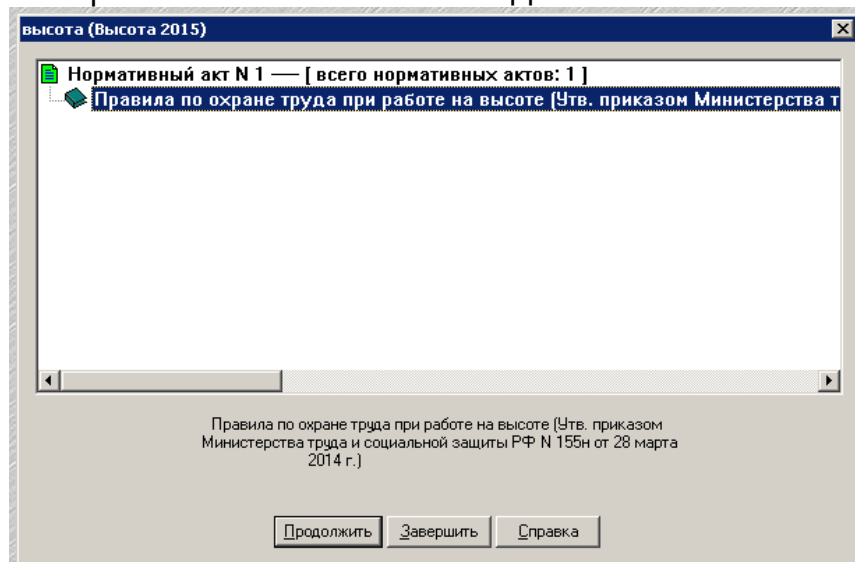 высота (Высота 2015)
Нормативный акт N 1 — [ всего нормативных актов: 1 ]
Правила по охране труда при работе на высоте (Утв. приказом Министерства т
Правила по охране труда при работе на высоте (Утв. приказом
Министерства труда и социальной защиты РФ N 155н от 28 марта
2014 г.)
Продолжить Завершить Справка